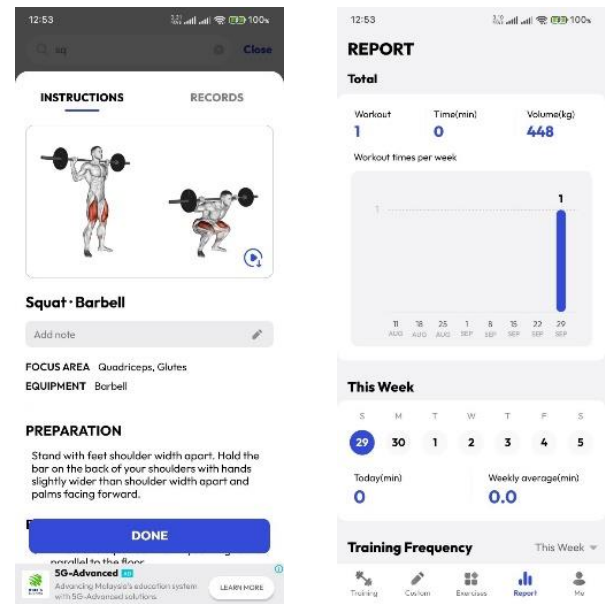 12:53
100%
sq
Close
INSTRUCTIONS
RECORDS
Squat · Barbell
Add note
FOCUS AREA Quadriceps, Glutes
EQUIPMENT Barbell
PREPARATION
Stand with feet shoulder width apart. Hold the
bar on the back of your shoulders with hands
slightly wider than shoulder width apart and
palms facing forward.
E
DONE
parallel to the floor
5G-Advanced
Advancing Malaysia's education system
with 5G-Advanced solutions
LEARN MORE
12:53
100%
REPORT
Total
Workout Time(min) Volume(kg)
1 0 448
Workout times per week
1
1
11 18 25 1 8 15 22 29
AUG AUG AUG SEP SEP SEP SEP SEP
This Week
S M T W T F S
29 30 1 2 3 4 5
Today(min) Weekly average(min)
0 0.0
Training Frequency This Week
Training Custom Exercises Report Me